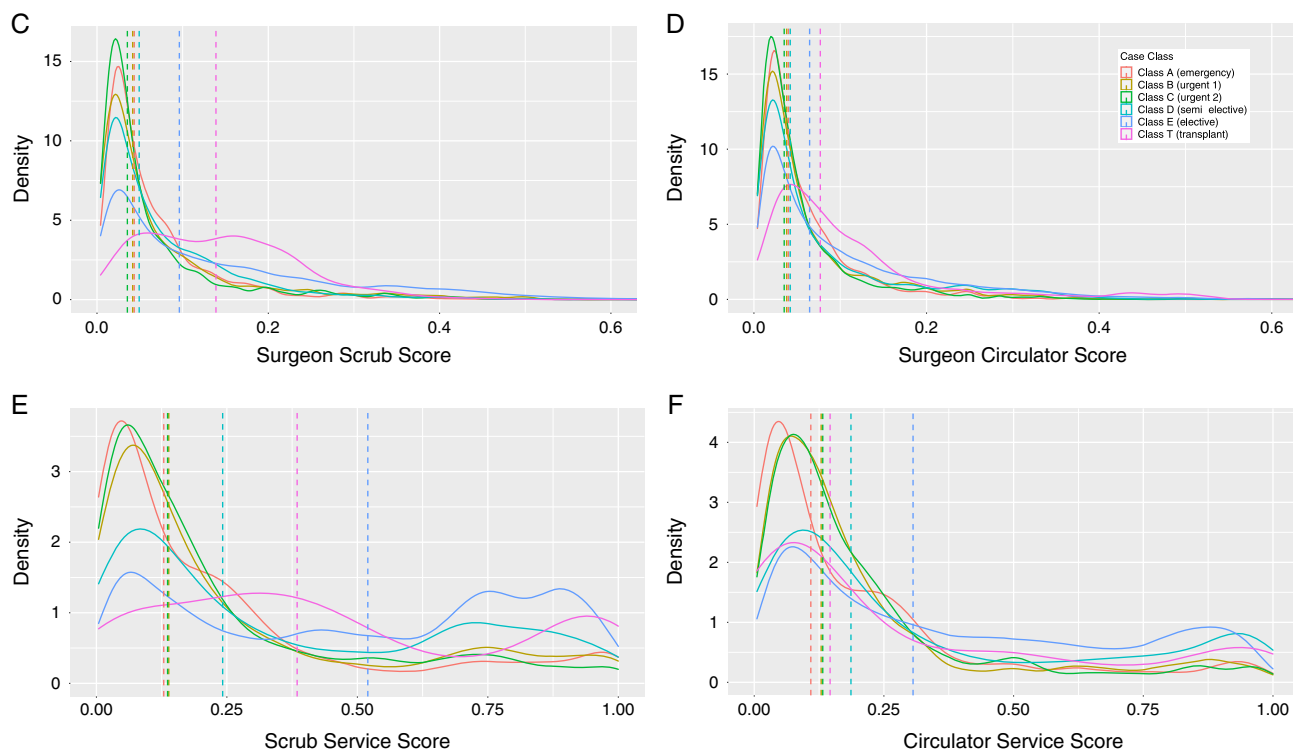 C
Density
15
10
5
0
0.0 0.2 0.4 0.6
Surgeon Scrub Score
D
Density
15
10
5
0
0.0 0.2 0.4 0.6
Surgeon Circulator Score
Case Class
Class A (emergency)
Class B (urgent 1)
Class C (urgent 2)
Class D (semi elective)
Class E (elective)
Class T (transplant)
E
Density
3
2
1
0
0.00 0.25 0.50 0.75 1.00
Scrub Service Score
F
Density
4
3
2
1
0
0.00 0.25 0.50 0.75 1.00
Circulator Service Score